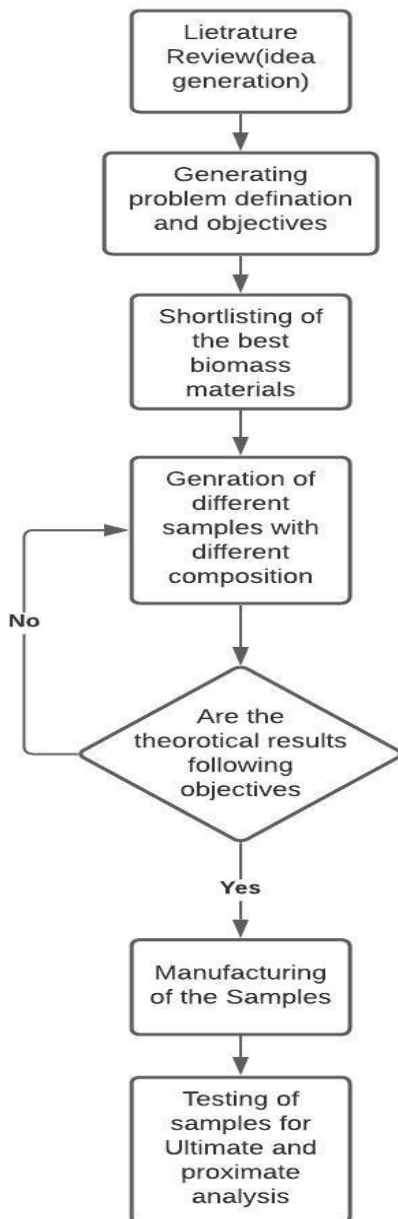 Lietrature
Review(idea
generation)
Generating
problem defination
and objectives
Shortlisting of
the best
biomass
materials
Genration of
different
samples with
different
composition
No
Are the
theorotical results
following
objectives
Yes
Manufacturing
of the Samples
Testing of
samples for
Ultimate and
proximate
analysis